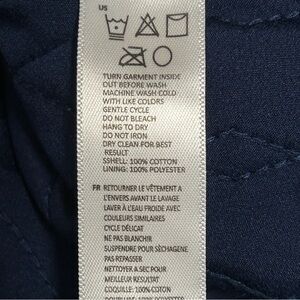 US
TURN GARMENT INSIDE
OUT BEFORE WASH
MACHINE WASH COLD
WITH LIKE COLORS
GENTLE CYCLE
DO NOT BLEACH
HANG TO DRY
DO NOT IRON
DRY CLEAN FOR BEST
RESULT
SSHELL: 100% COTTON
LINING: 100% POLYESTER
FR RETOURNER LE VÊTEMENT A
L'ENVERS AVANT LE LAVAGE
LAVER À L'EAU FROIDE AVEC
COULEURS SIMILAIRES
CYCLE DÉLICAT
NE PAS BLANCHIR
SUSPENDRE POUR SÈCHAGENE
PAS REPASSER
NETTOYER A SEC POUR
MEILLEUR RESULTAT
COQUILLE: 100% COTON